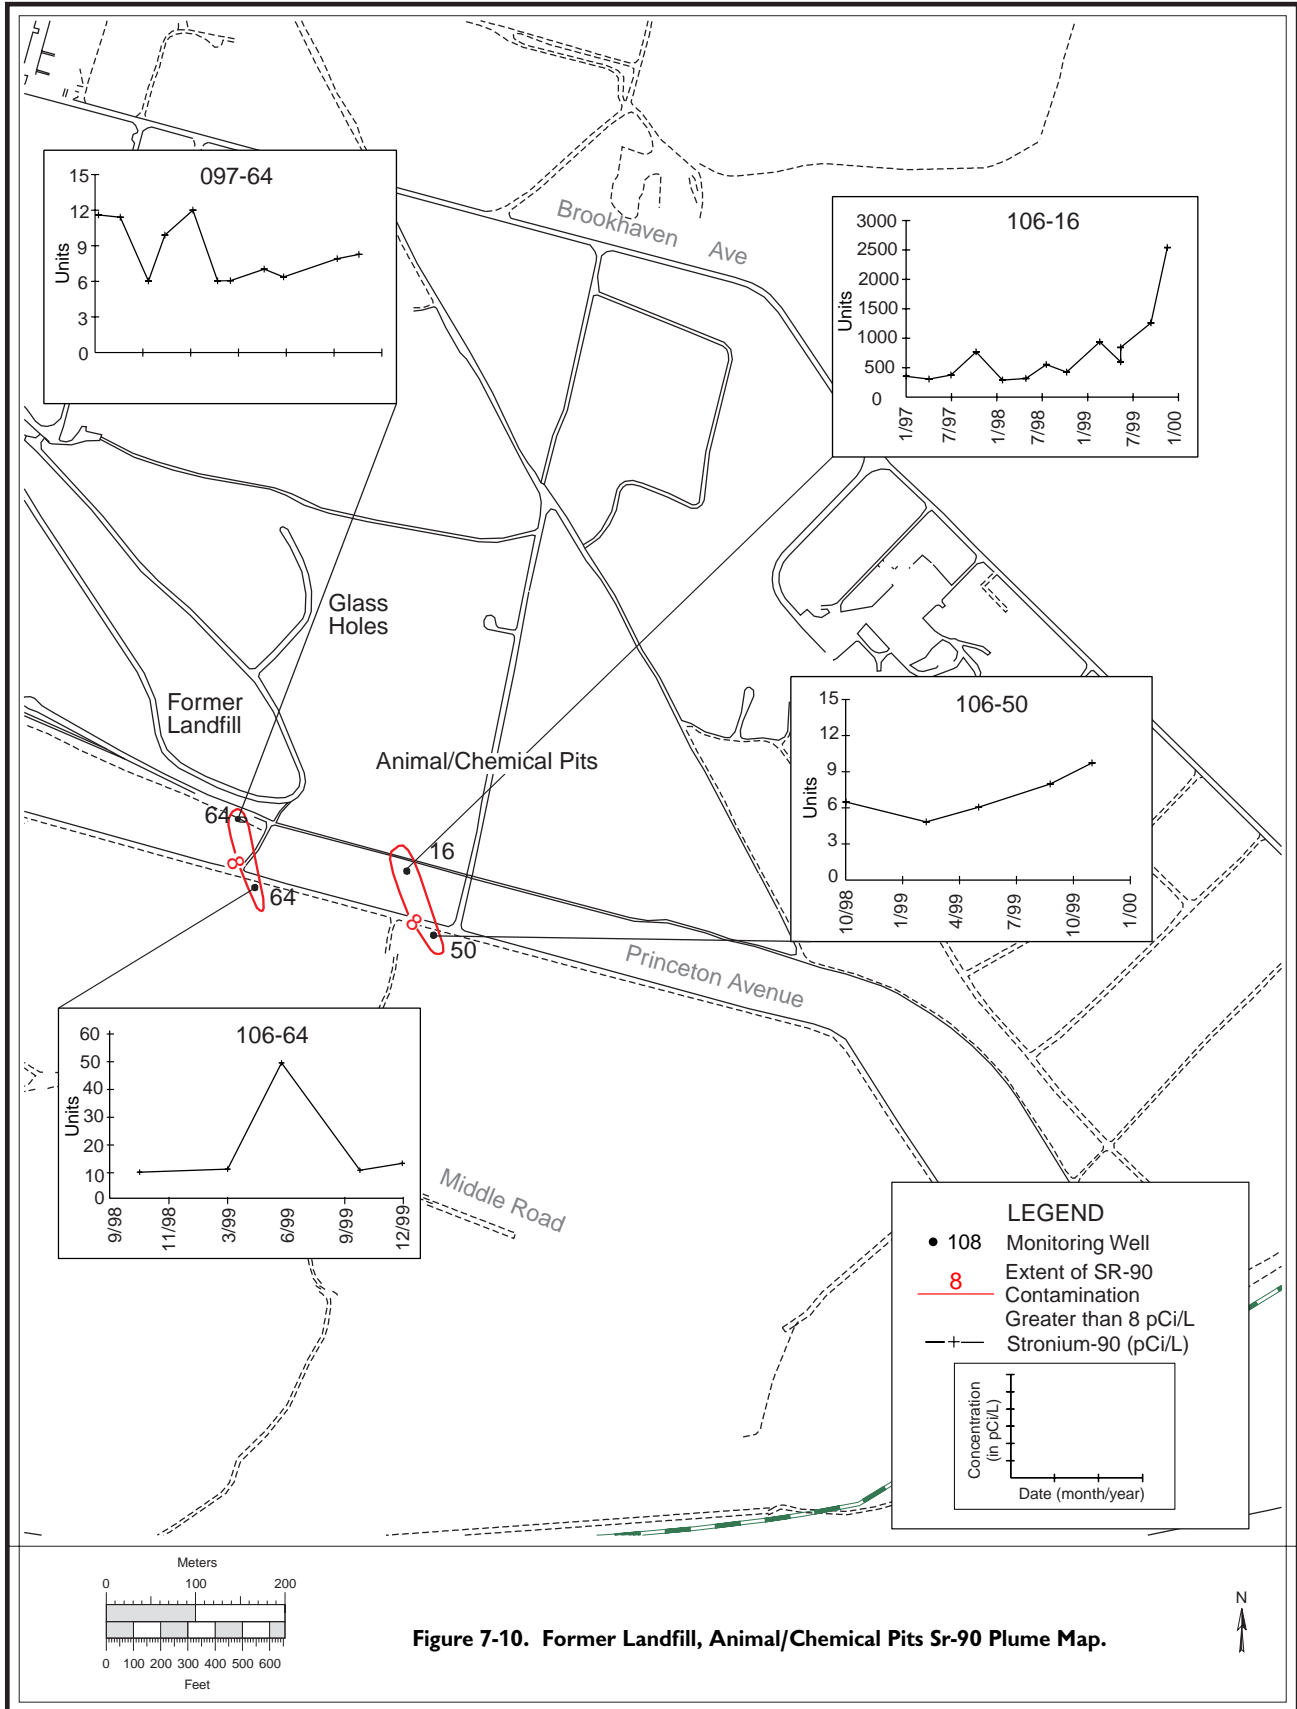 097-64
15
12
9
6
3
0
Units
Brookhaven Ave
106-16
3000
2500
2000
1500
1000
500
0
Units
1/97
7/97
1/98
7/98
1/99
7/99
1/00
Glass
Holes
Former
Landfill
Animal/Chemical Pits
106-50
15
12
9
6
3
0
Units
10/98
1/99
4/99
7/99
10/99
1/00
64
8
64
16
8
50
Princeton Avenue
106-64
60
50
40
30
20
10
0
Units
9/98
11/98
3/99
6/99
9/99
12/99
Middle Road
LEGEND
108 Monitoring Well
8 Extent of SR-90
Contamination
Greater than 8 pCi/L
Stronium-90 (pCi/L)
Concentration
(in pCi/L)
Date (month/year)
Meters
0 100 200
0 100 200 300 400 500 600
Feet
Figure 7-10. Former Landfill, Animal/Chemical Pits Sr-90 Plume Map.
N